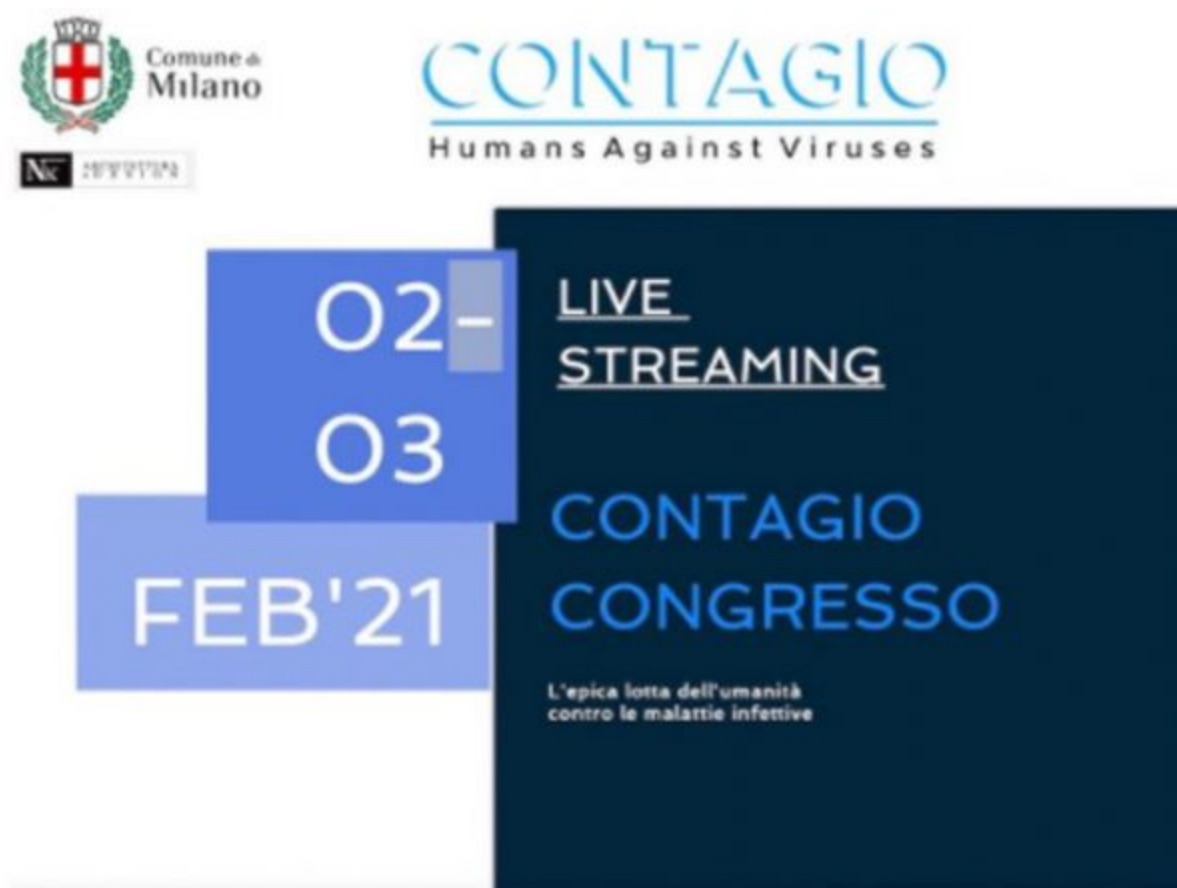 Comune di
Milano
CONTAGIO
Humans Against Viruses
02-
03
FEB'21
LIVE
STREAMING
CONTAGIO
CONGRESSO
L'epica lotta dell'umanità
contro le malattie infettive